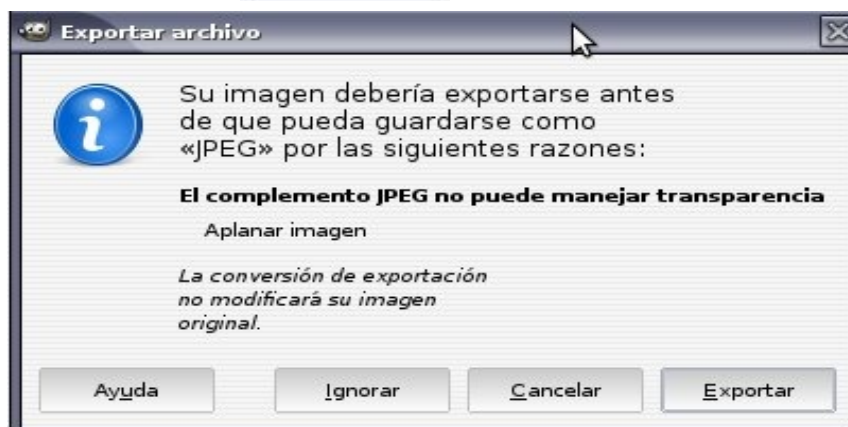 Exportar archivo
Su imagen debería exportarse antes
de que pueda guardarse como
«JPEG» por las siguientes razones:
El complemento JPEG no puede manejar transparencia
Aplanar imagen
La conversión de exportación
no modificará su imagen
original.
Ayuda
Ignorar
Cancelar
Exportar